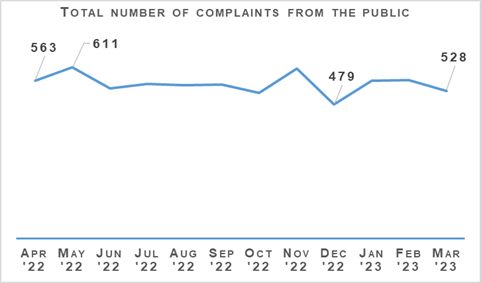 TOTAL NUMBER OF COMPLAINTS FROM THE PUBLIC
563
611
479
528
APR MAY JUN JUL AUG SEP OCT NOV DEC JAN FEB MAR
'22 '22 '22 '22 '22 '22 '22 '22 '22 '23 '23 '23